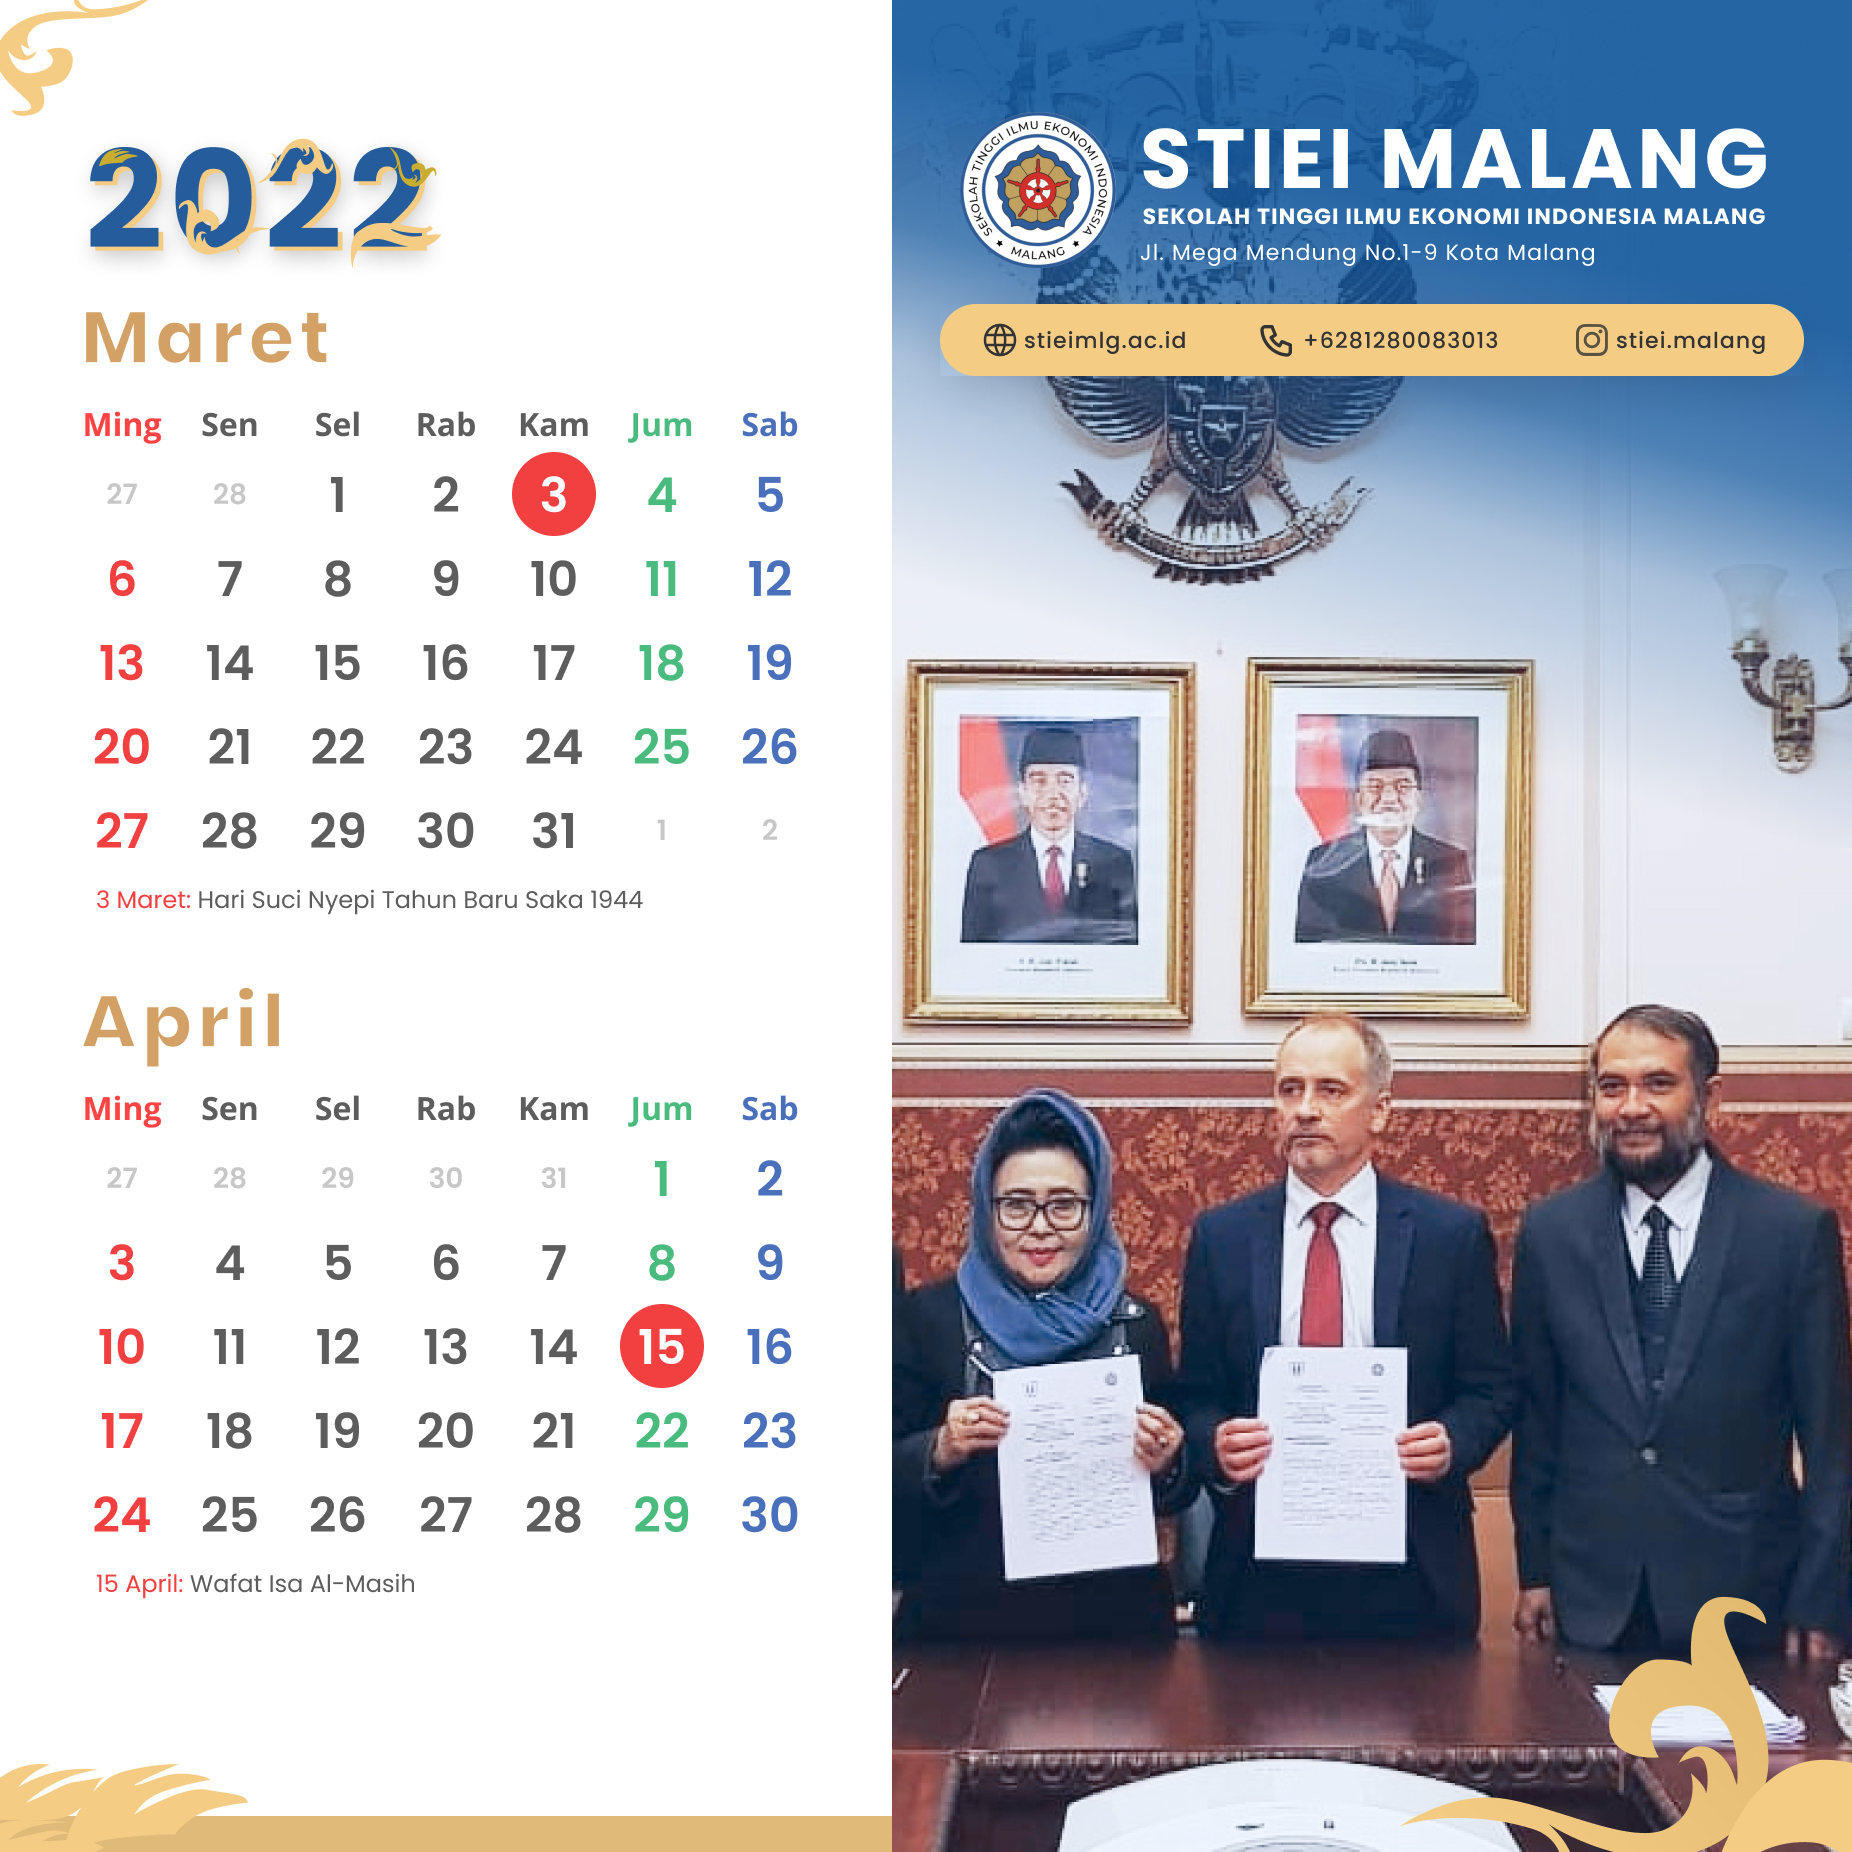 2022
Maret
Ming Sen Sel Rab Kam Jum Sab
27 28 1 2 3 4 5
6 7 8 9 10 11 12
13 14 15 16 17 18 19
20 21 22 23 24 25 26
27 28 29 30 31 1 2
3 Maret: Hari Suci Nyepi Tahun Baru Saka 1944
April
Ming Sen Sel Rab Kam Jum Sab
27 28 29 30 31 1 2
3 4 5 6 7 8 9
10 11 12 13 14 15 16
17 18 19 20 21 22 23
24 25 26 27 28 29 30
15 April: Wafat Isa Al-Masih
SEKOLAH TINGGI ILMU EKONOMI INDONESIA
MALANG
STIEI MALANG
SEKOLAH TINGGI ILMU EKONOMI INDONESIA MALANG
Jl. Mega Mendung No.1-9 Kota Malang
stieimlg.ac.id +6281280083013 stiei.malang